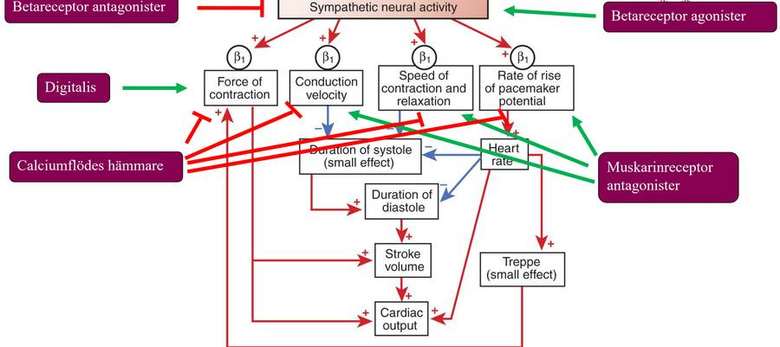 Betareceptor antagonister
Sympathetic neural activity
Betareceptor agonister
+
+
+
+
β1
β1
β1
β1
Digitalis
Force of
contraction
Conduction
velocity
Speed of
contraction and
relaxation
Rate of rise
of pacemaker
potential
+
–
–
+
Calciumflödes hämmare
Duration of systole
(small effect)
–
Heart
rate
Muskarinreceptor
antagonister
+
Duration of
diastole
–
+
+
+
Stroke
volume
Treppe
(small effect)
+
+
+
+
Cardiac
output